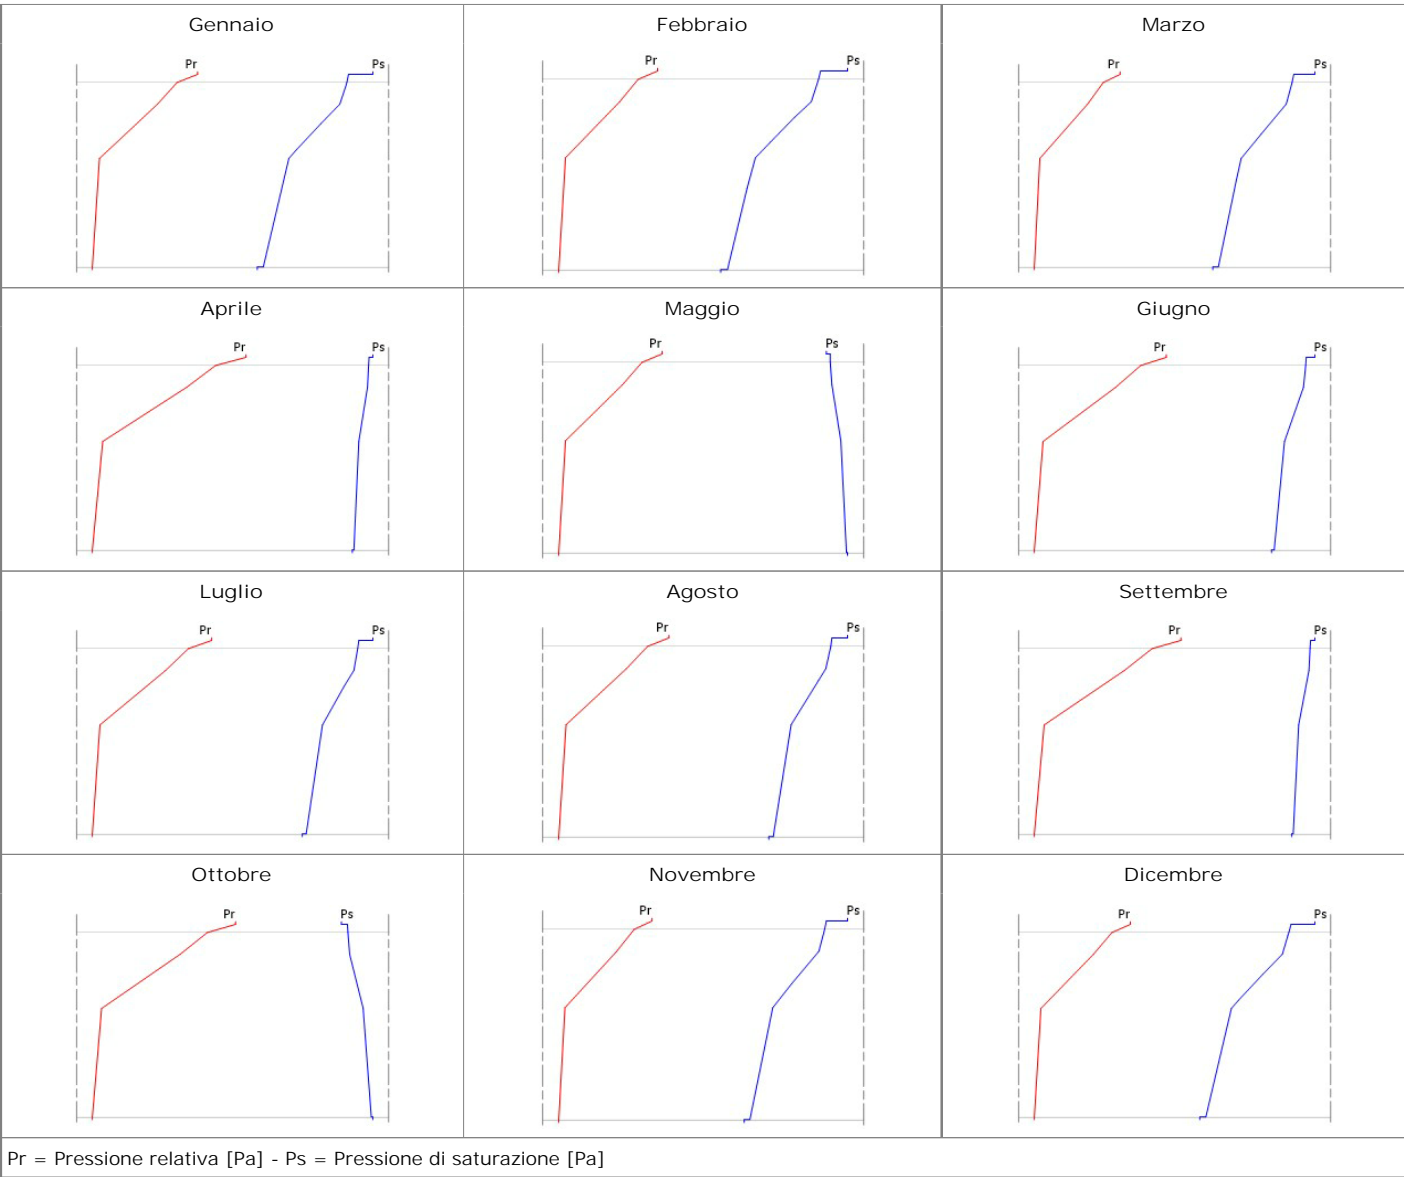 Gennaio
Pr Ps
Febbraio
Pr Ps
Marzo
Pr Ps
Aprile
Pr Ps
Maggio
Pr Ps
Giugno
Pr Ps
Luglio
Pr Ps
Agosto
Pr Ps
Settembre
Pr Ps
Ottobre
Pr Ps
Novembre
Pr Ps
Dicembre
Pr Ps
Pr = Pressione relativa [Pa] - Ps = Pressione di saturazione [Pa]